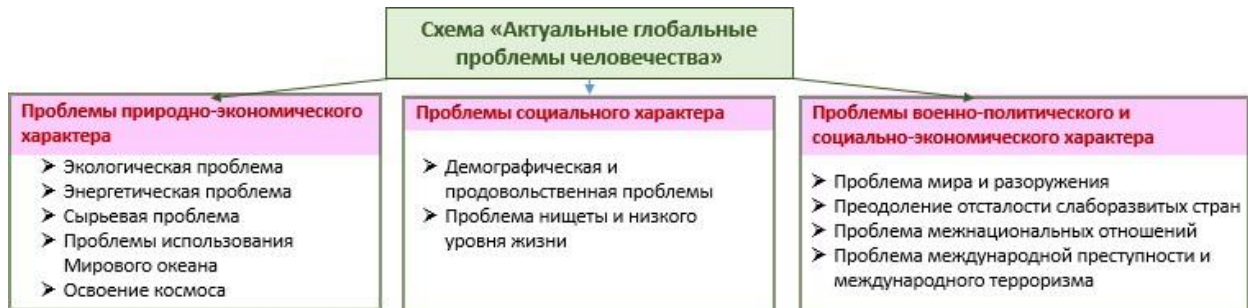 Схема «Актуальные глобальные
проблемы человечества»
Проблемы природно-экономического
характера
➤ Экологическая проблема
➤ Энергетическая проблема
➤ Сырьевая проблема
➤ Проблемы использования
Мирового океана
➤ Освоение космоса
Проблемы социального характера
➤ Демографическая и
продовольственная проблемы
➤ Проблема нищеты и низкого
уровня жизни
Проблемы военно-политического и
социально-экономического характера
➤ Проблема мира и разоружения
➤ Преодоление отсталости слаборазвитых стран
➤ Проблема межнациональных отношений
➤ Проблема международной преступности и
международного терроризма